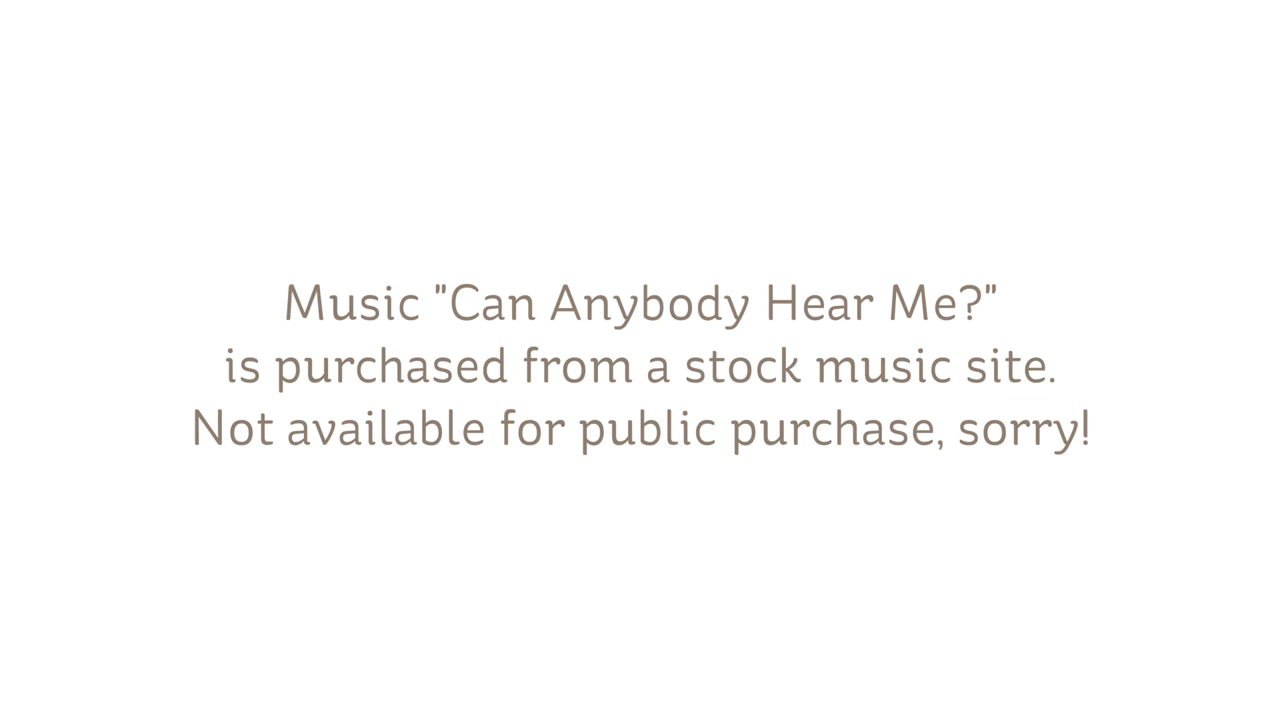 Music "Can Anybody Hear Me?"
is purchased from a stock music site.
Not available for public purchase, sorry!